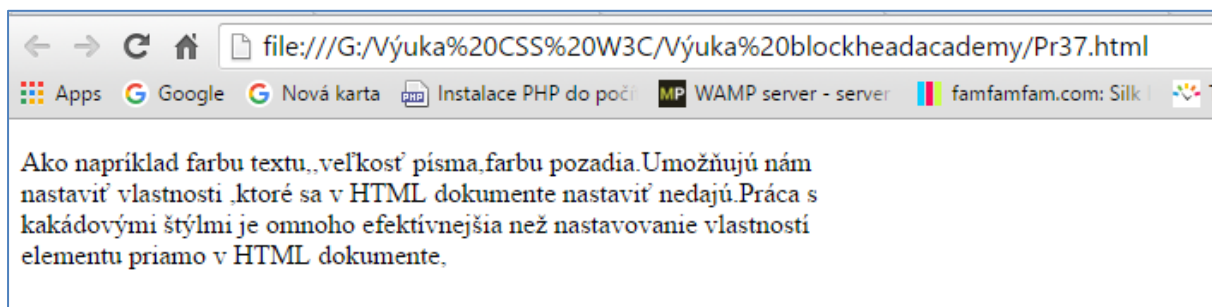 file:///G:/Výuka%20CSS%20W3C/Výuka%20blockheadacademy/Pr37.html
Apps Google Nová karta Instalace PHP do počí MP WAMP server - server famfamfam.com: Silk
Ako napríklad farbu textu,,veľkosť písma,farbu pozadia.Umožňujú nám
nastaviť vlastnosti ,ktoré sa v HTML dokumente nastaviť nedajú.Práca s
kakádovými štýlmi je omnoho efektívnejšia než nastavovanie vlastností
elementu priamo v HTML dokumente,